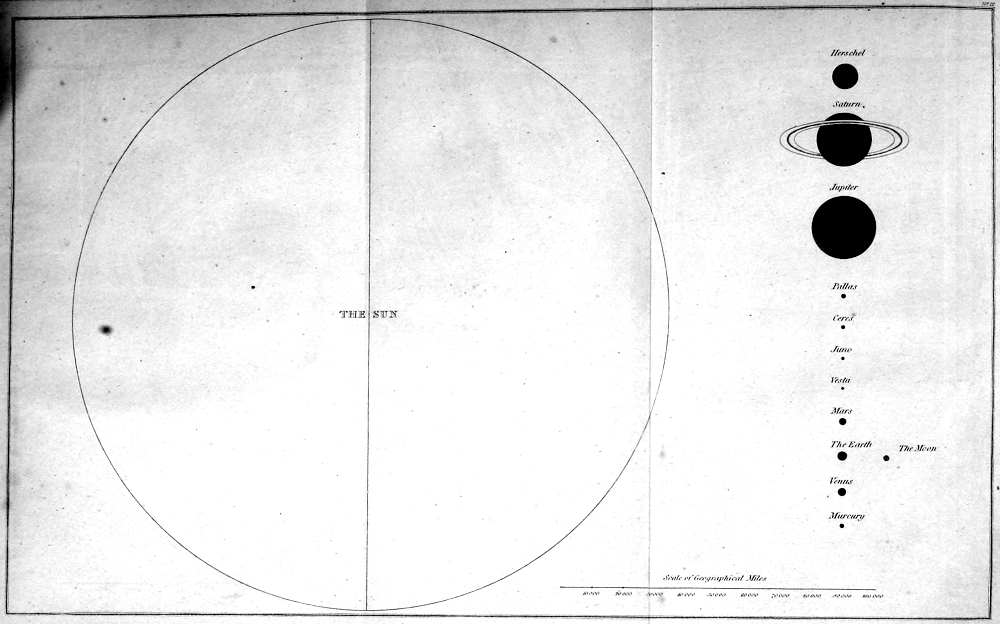 THE SUN
Herschel
Saturn.
Jupiter
Pallas
Ceres
Juno
Vesta
Mars
The Earth
The Moon
Venus
Mercury
Scale of Geographical Miles
10 000 20 000 30 000 40 000 50 000 60 000 70 000 80 000 90 000 100 000